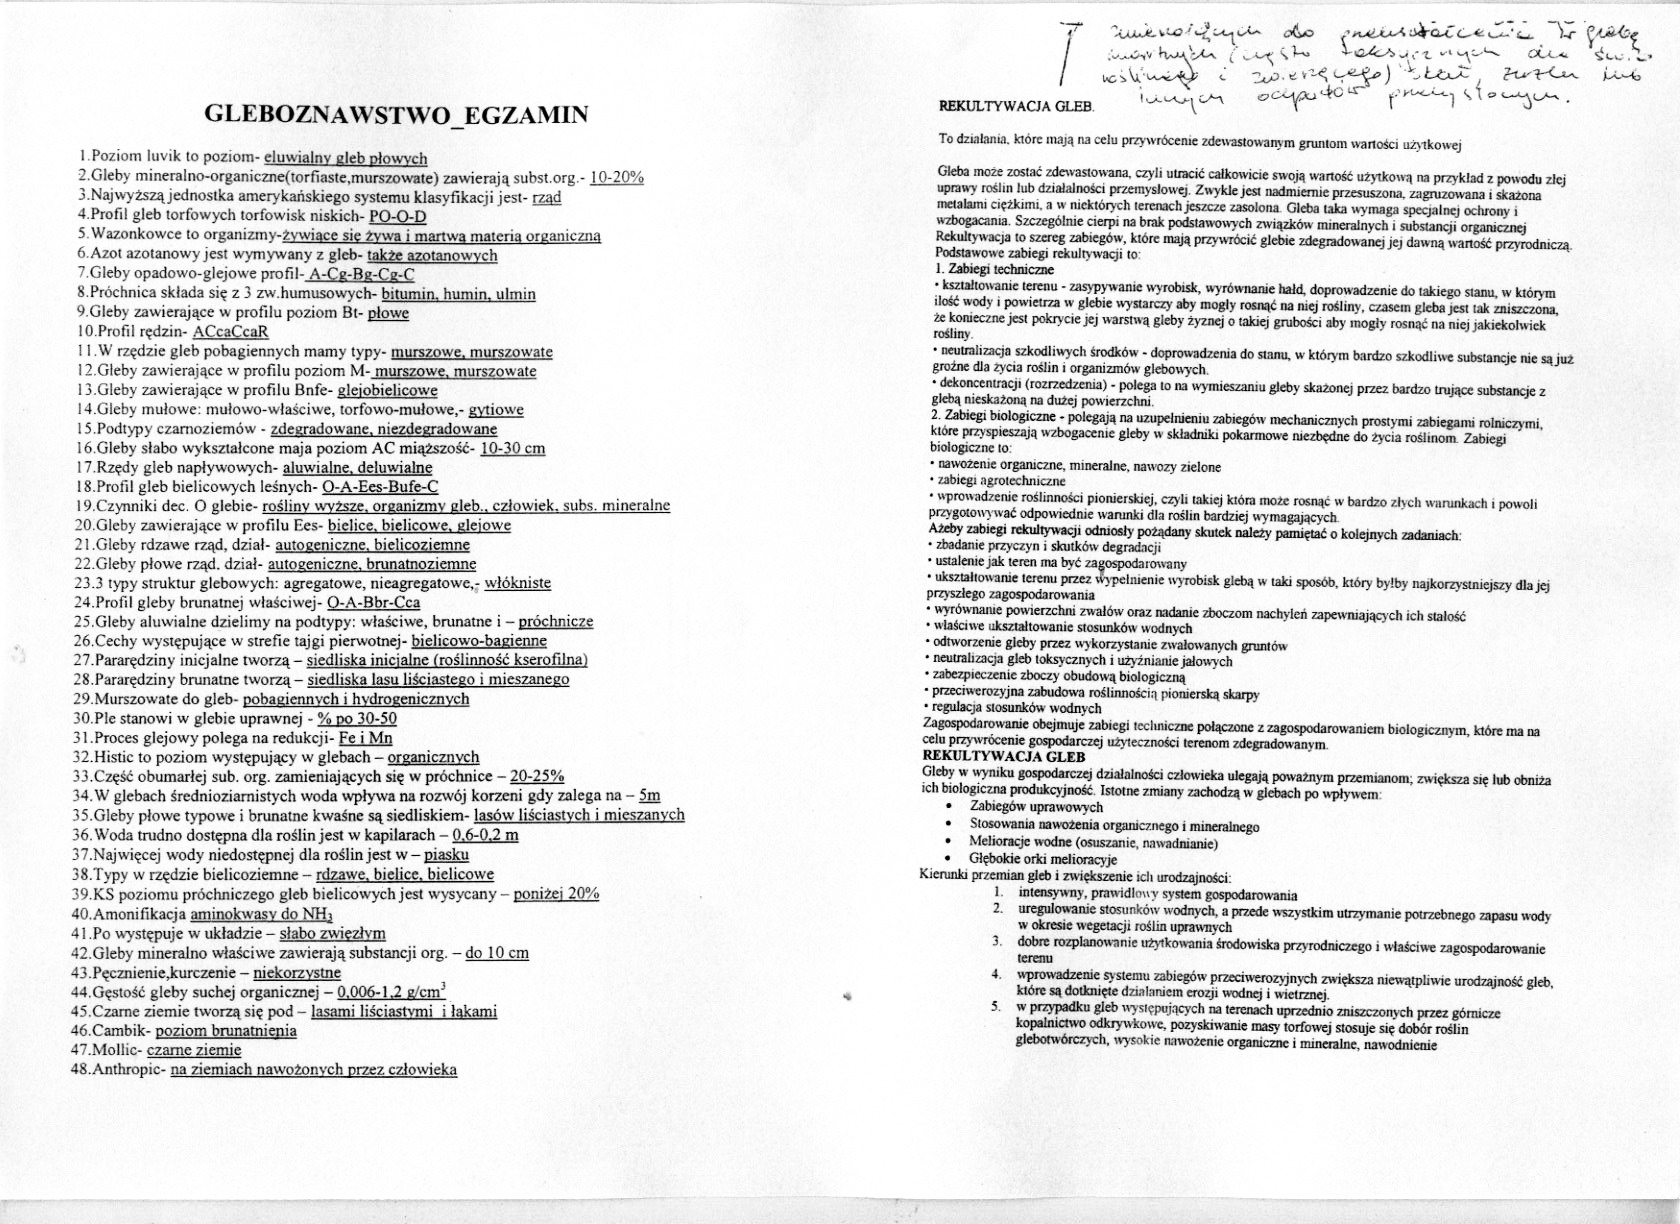 GLEBOZNAWSTWO_EGZAMIN
1.Poziom luvik to poziom- eluwialny gleb płowych
2.Gleby mineralno-organiczne(torfiaste,murszowate) zawierają subst.org.- 10-20%
3.Najwyższą jednostka amerykańskiego systemu klasyfikacji jest- rząd
4.Profil gleb torfowych torfowisk niskich- PO-O-D
5.Wazonkowce to organizmy-żywiące się żywą i martwą materią organiczną
6.Azot azotanowy jest wymywany z gleb- także azotanowych
7.Gleby opadowo-glejowe profil- A-Cg-Bg-Cg-C
8.Próchnica składa się z 3 zw.humusowych- bitumin, humin, ulmin
9.Gleby zawierające w profilu poziom Bt- płowe
10.Profil rędzin- ACcaCcaR
11.W rzędzie gleb pobagiennych mamy typy- murszowe, murszowate
12.Gleby zawierające w profilu poziom M- murszowe, murszowate
13.Gleby zawierające w profilu Bnfe- glejobielicowe
14.Gleby mułowe: mułowo-właściwe, torfowo-mułowe,- gytiowe
15.Podtypy czarnoziemów - zdegradowane, niezdegradowane
16.Gleby słabo wykształcone maja poziom AC miąższość- 10-30 cm
17.Rzędy gleb napływowych- aluwialne, deluwialne
18.Profil gleb bielicowych leśnych- O-A-Ees-Bufe-C
19.Czynniki dec. O glebie- rośliny wyższe, organizmy gleb., człowiek, subs. mineralne
20.Gleby zawierające w profilu Ees- bielice, bielicowe, glejowe
21.Gleby rdzawe rząd, dział- autogeniczne, bielicoziemne
22.Gleby płowe rząd. dział- autogeniczne, brunatnoziemne
23.3 typy struktur glebowych: agregatowe, nieagregatowe,- włókniste
24.Profil gleby brunatnej właściwej- O-A-Bbr-Cca
25.Gleby aluwialne dzielimy na podtypy: właściwe, brunatne i – próchnicze
26.Cechy występujące w strefie tajgi pierwotnej- bielicowo-bagienne
27.Pararędziny inicjalne tworzą – siedliska inicjalne (roślinność kserofilna)
28.Pararędziny brunatne tworzą – siedliska lasu liściastego i mieszanego
29.Murszowate do gleb- pobagiennych i hydrogenicznych
30.Ple stanowi w glebie uprawnej - % po 30-50
31.Proces glejowy polega na redukcji- Fe i Mn
32.Histic to poziom występujący w glebach – organicznych
33.Część obumarłej sub. org. zamieniających się w próchnice – 20-25%
34.W glebach średnioziarnistych woda wpływa na rozwój korzeni gdy zalega na – 5m
35.Gleby płowe typowe i brunatne kwaśne są siedliskiem- lasów liściastych i mieszanych
36.Woda trudno dostępna dla roślin jest w kapilarach – 0,6-0,2 m
37.Najwięcej wody niedostępnej dla roślin jest w – piasku
38.Typy w rzędzie bielicoziemne – rdzawe, bielice, bielicowe
39.KS poziomu próchniczego gleb bielicowych jest wysycany – poniżej 20%
40.Amonifikacja aminokwasy do NH3
41.Po występuje w układzie – słabo zwięzłym
42.Gleby mineralno właściwe zawierają substancji org. – do 10 cm
43.Pęcznienie,kurczenie – niekorzystne
44.Gęstość gleby suchej organicznej – 0,006-1,2 g/cm³
45.Czarne ziemie tworzą się pod – lasami liściastymi i łąkami
46.Cambik- poziom brunatnienia
47.Mollic- czarne ziemie
48.Anthropic- na ziemiach nawożonych przez człowieka
zmierzających do przekształcenia w glebę
martwych (często toksycznych dla
roślinnego i zwierzęcego) skał, zwałów lub
innych odpadów przemysłowych.
REKULTYWACJA GLEB.
To działania, które mają na celu przywrócenie zdewastowanym gruntom wartości użytkowej
Gleba może zostać zdewastowana, czyli utracić całkowicie swoją wartość użytkową na przykład z powodu złej
uprawy roślin lub działalności przemysłowej. Zwykle jest nadmiernie przesuszona, zagruzowana i skażona
metalami ciężkimi, a w niektórych terenach jeszcze zasolona. Gleba taka wymaga specjalnej ochrony i
wzbogacania. Szczególnie cierpi na brak podstawowych związków mineralnych i substancji organicznej
Rekultywacja to szereg zabiegów, które mają przywrócić glebie zdegradowanej jej dawną wartość przyrodniczą.
Podstawowe zabiegi rekultywacji to:
1. Zabiegi techniczne
• kształtowanie terenu - zasypywanie wyrobisk, wyrównanie hałd, doprowadzenie do takiego stanu, w którym
ilość wody i powietrza w glebie wystarczy aby mogły rosnąć na niej rośliny, czasem gleba jest tak zniszczona,
że konieczne jest pokrycie jej warstwą gleby żyznej o takiej grubości aby mogły rosnąć na niej jakiekolwiek
rośliny.
• neutralizacja szkodliwych środków - doprowadzenia do stanu, w którym bardzo szkodliwe substancje nie są już
groźne dla życia roślin i organizmów glebowych.
• dekoncentracji (rozrzedzenia) - polega to na wymieszaniu gleby skażonej przez bardzo trujące substancje z
glebą nieskażoną na dużej powierzchni.
2. Zabiegi biologiczne - polegają na uzupełnieniu zabiegów mechanicznych prostymi zabiegami rolniczymi,
które przyspieszają wzbogacenie gleby w składniki pokarmowe niezbędne do życia roślinom. Zabiegi
biologiczne to:
• nawożenie organiczne, mineralne, nawozy zielone
• zabiegi agrotechniczne
• wprowadzenie roślinności pionierskiej, czyli takiej która może rosnąć w bardzo złych warunkach i powoli
przygotowywać odpowiednie warunki dla roślin bardziej wymagających.
Ażeby zabiegi rekultywacji odniosły pożądany skutek należy pamiętać o kolejnych zadaniach:
• zbadanie przyczyn i skutków degradacji
• ustalenie jak teren ma być zagospodarowany
• ukształtowanie terenu przez wypełnienie wyrobisk glebą w taki sposób, który byłby najkorzystniejszy dla jej
przyszłego zagospodarowania
• wyrównanie powierzchni zwałów oraz nadanie zboczom nachyleń zapewniających ich stałość
• właściwe ukształtowanie stosunków wodnych
• odtworzenie gleby przez wykorzystanie zwałowanych gruntów
• neutralizacja gleb toksycznych i użyźnianie jałowych
• zabezpieczenie zboczy obudową biologiczną
• przeciwerozyjna zabudowa roślinnością pionierską skarpy
• regulacja stosunków wodnych
Zagospodarowanie obejmuje zabiegi techniczne połączone z zagospodarowaniem biologicznym, które ma na
celu przywrócenie gospodarczej użyteczności terenom zdegradowanym.
REKULTYWACJA GLEB
Gleby w wyniku gospodarczej działalności człowieka ulegają poważnym przemianom; zwiększa się lub obniża
ich biologiczna produkcyjność. Istotne zmiany zachodzą w glebach po wpływem:
• Zabiegów uprawowych
• Stosowania nawożenia organicznego i mineralnego
• Melioracje wodne (osuszanie, nawadnianie)
• Głębokie orki melioracyje
Kierunki przemian gleb i zwiększenie ich urodzajności:
1. intensywny, prawidłowy system gospodarowania
2. uregulowanie stosunków wodnych, a przede wszystkim utrzymanie potrzebnego zapasu wody
w okresie wegetacji roślin uprawnych
3. dobre rozplanowanie użytkowania środowiska przyrodniczego i właściwe zagospodarowanie
terenu
4. wprowadzenie systemu zabiegów przeciwerozyjnych zwiększa niewątpliwie urodzajność gleb,
które są dotknięte działaniem erozji wodnej i wietrznej.
5. w przypadku gleb występujących na terenach uprzednio zniszczonych przez górnicze
kopalnictwo odkrywkowe, pozyskiwanie masy torfowej stosuje się dobór roślin
glebotwórczych, wysokie nawożenie organiczne i mineralne, nawodnienie